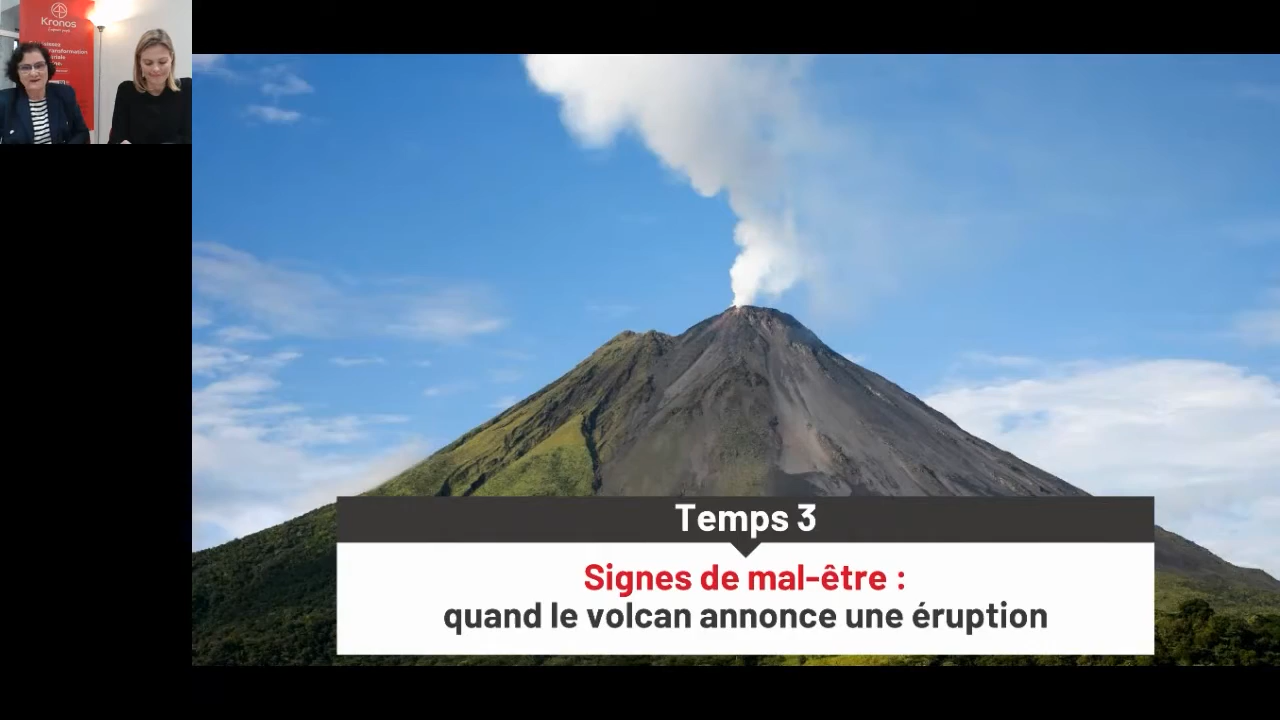 Kronos
Temps 3
Signes de mal-être :
quand le volcan annonce une éruption